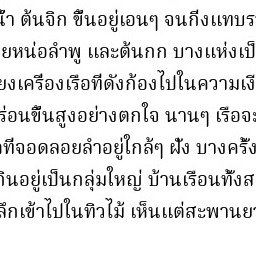 น้ำ ต้นจิก ขึ้นอยู่เอนๆ จนกิ่งแทบร
ยหน่อลำพู และต้นกก บางแห่งเป็
ียงเครื่องเรือที่ดังก้องไปในความเงี
ร่อนขึ้นสูงอย่างตกใจ นานๆ เรือจะ
ที่จอดลอยลำอยู่ใกล้ๆ ฝั่ง บางครั้ง
กินอยู่เป็นกลุ่มใหญ่ บ้านเรือนทั้งส
ลึกเข้าไปในทิวไม้ เห็นแต่สะพานยา